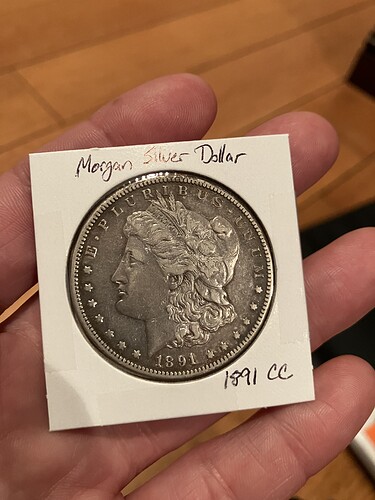 Morgan Silver Dollar
E·PLURIBUS·UNUM
1891
1891 CC